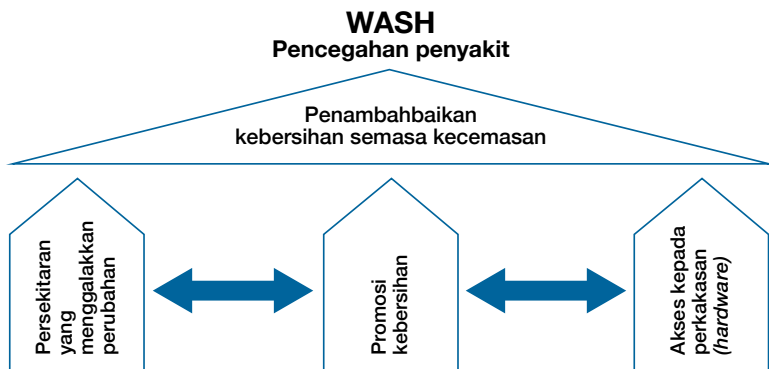 WASH
Pencegahan penyakit
Penambahbaikan
kebersihan semasa kecemasan
Persekitaran
yang
menggalakkan
perubahan
Promosi
kebersihan
Akses kepada
perkakasan
(hardware)